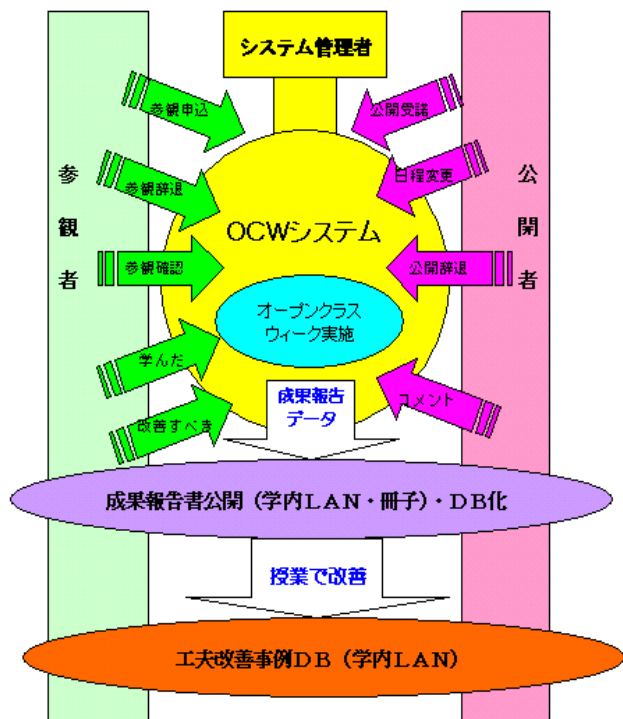 システム管理者
参観申込
公開受諾
参観辞退
日程変更
参観者
公開者
OCWシステム
参観確認
公開辞退
オープンクラス
ウィーク実施
学んだ
改善すべき
コメント
成果報告
データ
成果報告書公開（学内ＬＡＮ・冊子）・ＤＢ化
授業で改善
工夫改善事例ＤＢ（学内ＬＡＮ）